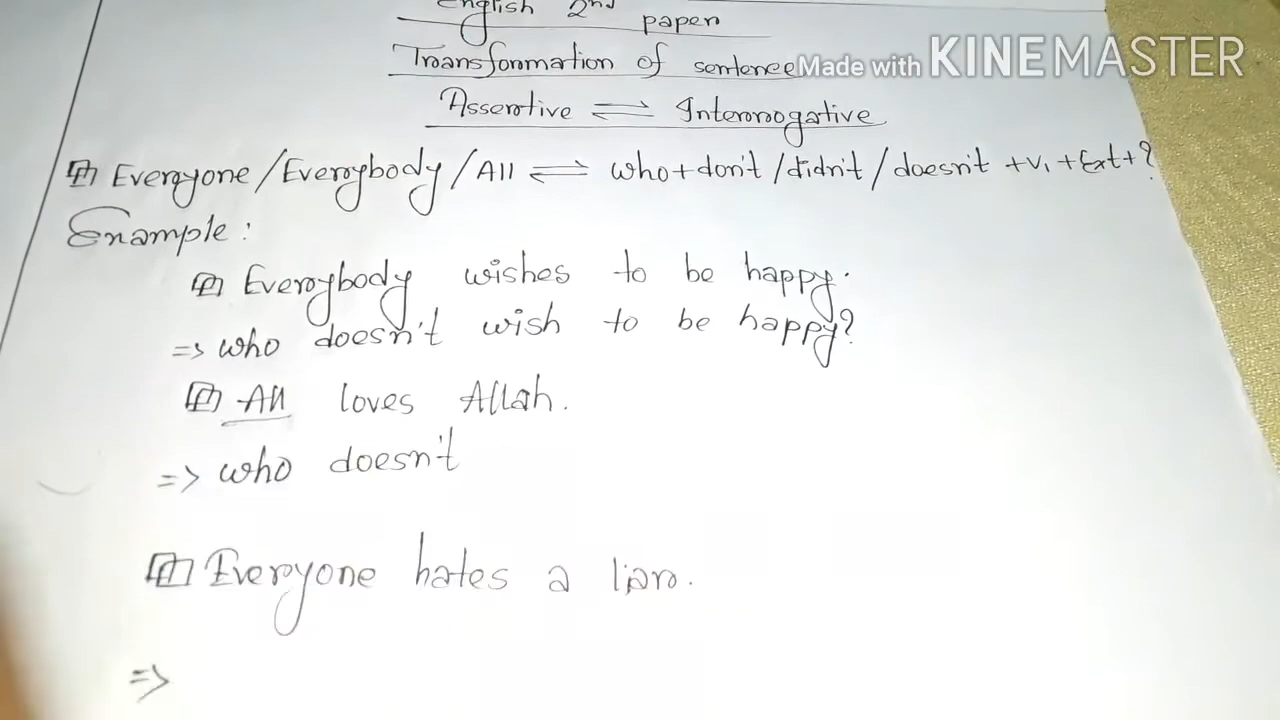 English 2nd paper
Transformation of sentence
Made with KINEMASTER
Assertive ⇌ Interrogative
Everyone/Everybody/All ⇌ who+don't/didn't/doesn't +V1+Ext+?
Example:
Everybody wishes to be happy.
⇒ who doesn't wish to be happy?
All loves Allah.
⇒ who doesn't
Everyone hates a liar.
⇒